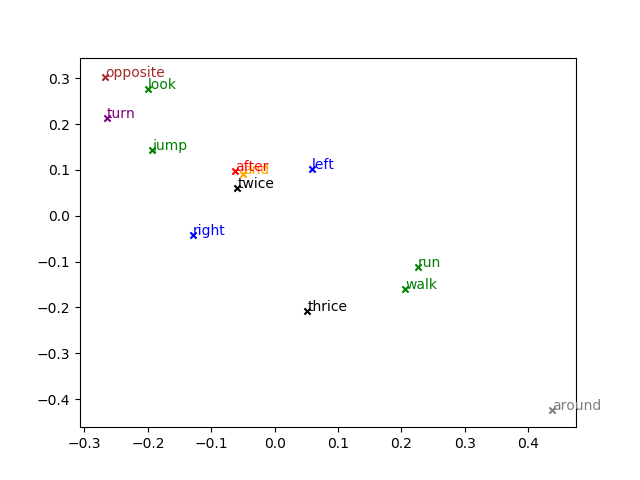 opposite
look
turn
jump
after
and
left
twice
right
run
walk
thrice
around
0.3
0.2
0.1
0.0
−0.1
−0.2
−0.3
−0.4
−0.3 −0.2 −0.1 0.0 0.1 0.2 0.3 0.4